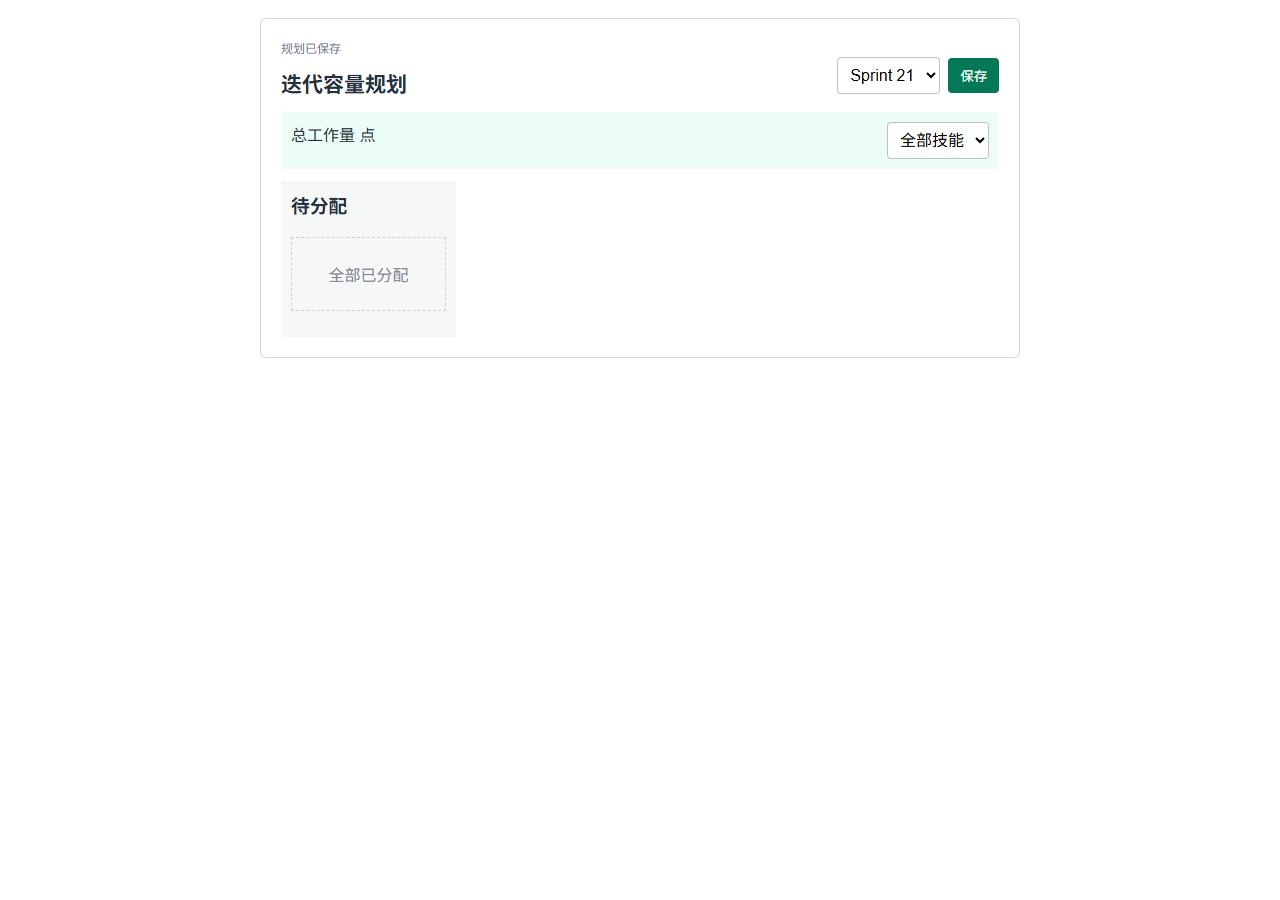 规划已保存
迭代容量规划
Sprint 21
保存
总工作量 点
全部技能
待分配
全部已分配